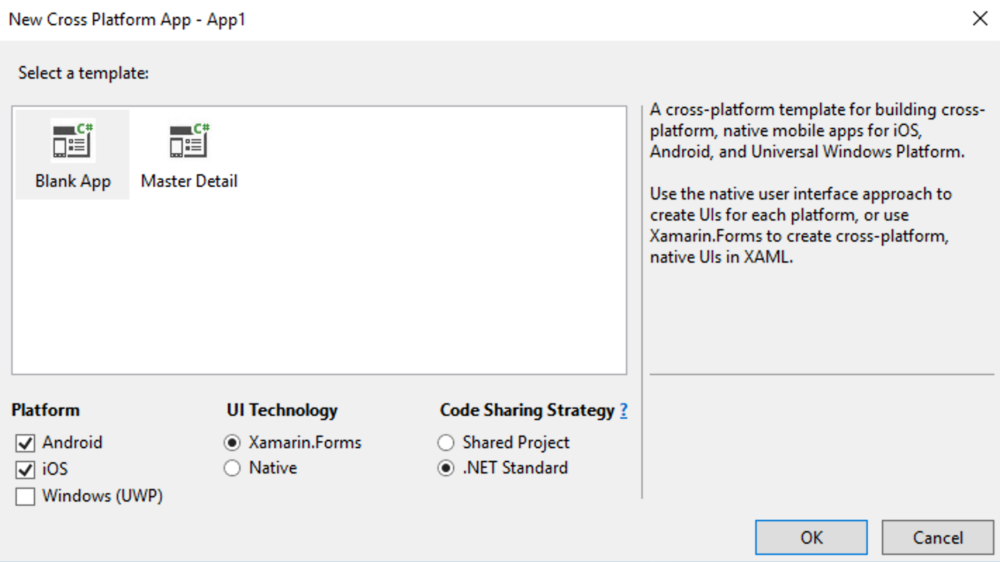 New Cross Platform App - App1
Select a template:
C#
Blank App
C#
Master Detail
A cross-platform template for building cross-
platform, native mobile apps for iOS,
Android, and Universal Windows Platform.
Use the native user interface approach to
create UIs for each platform, or use
Xamarin.Forms to create cross-platform,
native UIs in XAML.
Platform
Android
iOS
Windows (UWP)
UI Technology
Xamarin.Forms
Native
Code Sharing Strategy ?
Shared Project
.NET Standard
OK
Cancel